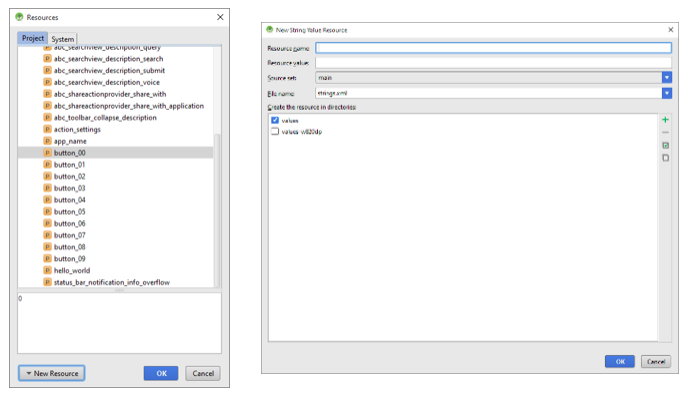 Resources
Project System
abc_searchview_description_query
abc_searchview_description_search
abc_searchview_description_submit
abc_searchview_description_voice
abc_shareactionprovider_share_with
abc_shareactionprovider_share_with_application
abc_toolbar_collapse_description
action_settings
app_name
button_00
button_01
button_02
button_03
button_04
button_05
button_06
button_07
button_08
button_09
hello_world
status_bar_notification_info_overflow
0
New Resource OK Cancel
New String Value Resource
Resource name:
Resource value:
Source set: main
File name: strings.xml
Create the resource in directories:
values
values-w820dp
OK Cancel